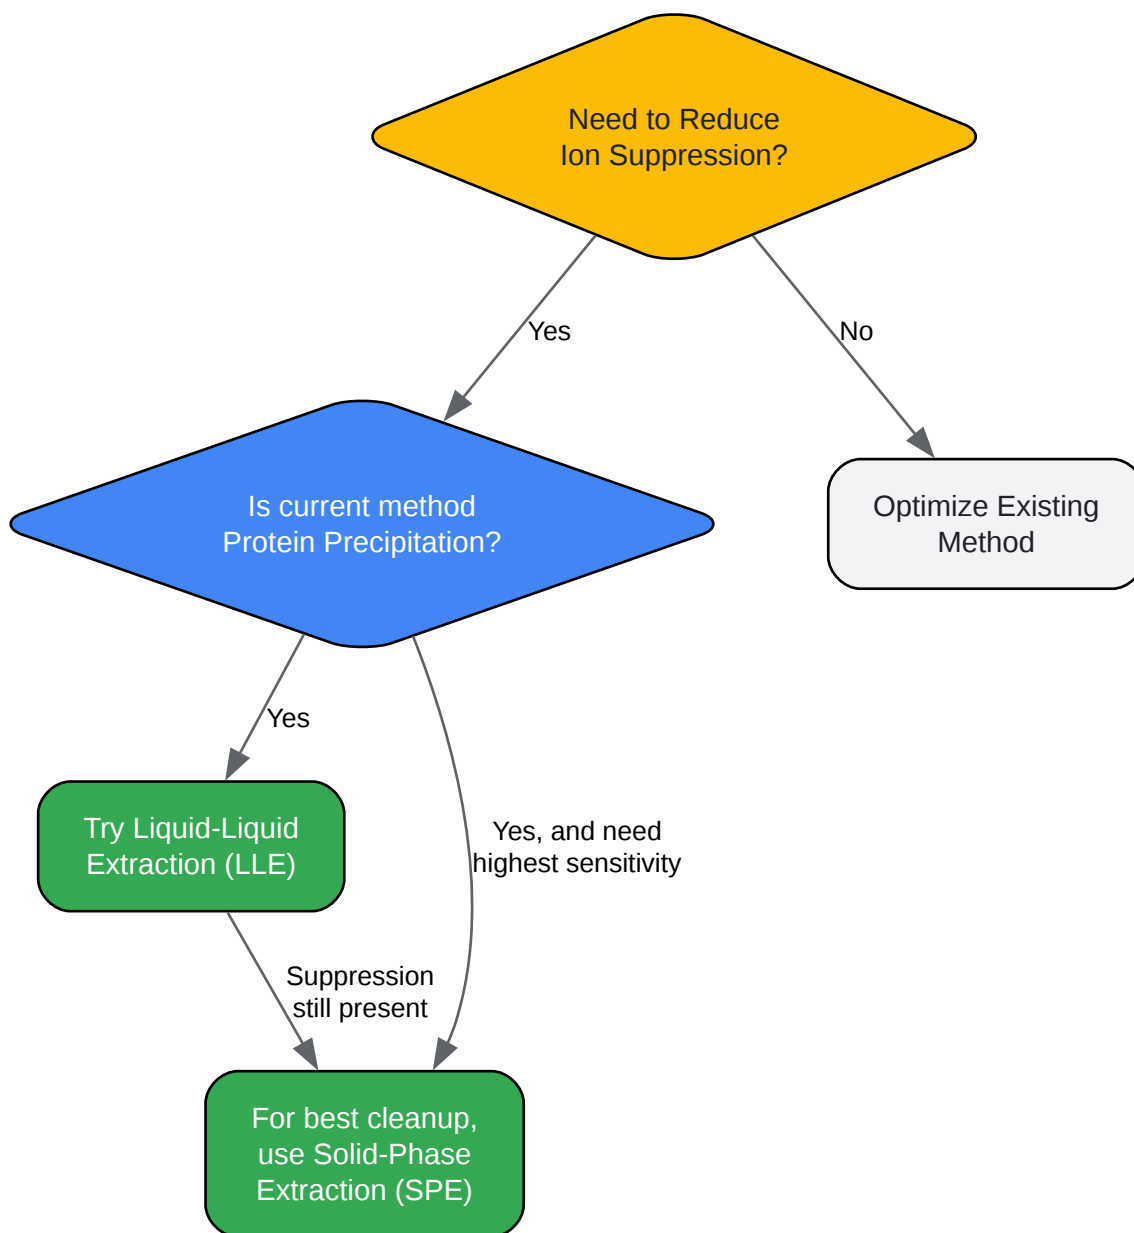 Need to Reduce
Ion Suppression?
Yes
No
Is current method
Protein Precipitation?
Optimize Existing
Method
Yes
Try Liquid-Liquid
Extraction (LLE)
Yes, and need
highest sensitivity
Suppression
still present
For best cleanup,
use Solid-Phase
Extraction (SPE)